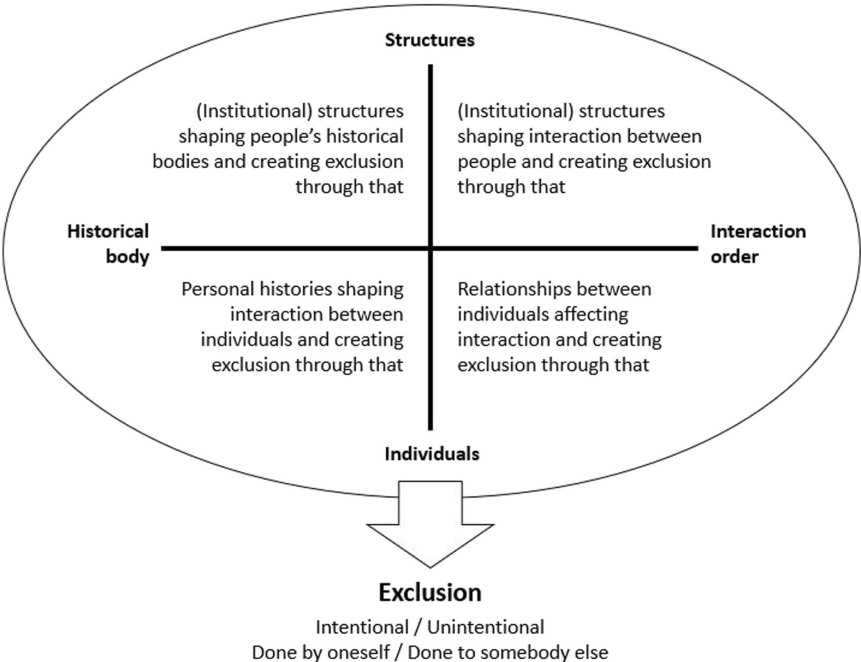 Structures
(Institutional) structures
shaping people's historical
bodies and creating exclusion
through that
(Institutional) structures
shaping interaction between
people and creating exclusion
through that
Historical
body
Interaction
order
Personal histories shaping
interaction between
individuals and creating
exclusion through that
Relationships between
individuals affecting
interaction and creating
exclusion through that
Individuals
Exclusion
Intentional / Unintentional
Done by oneself / Done to somebody else